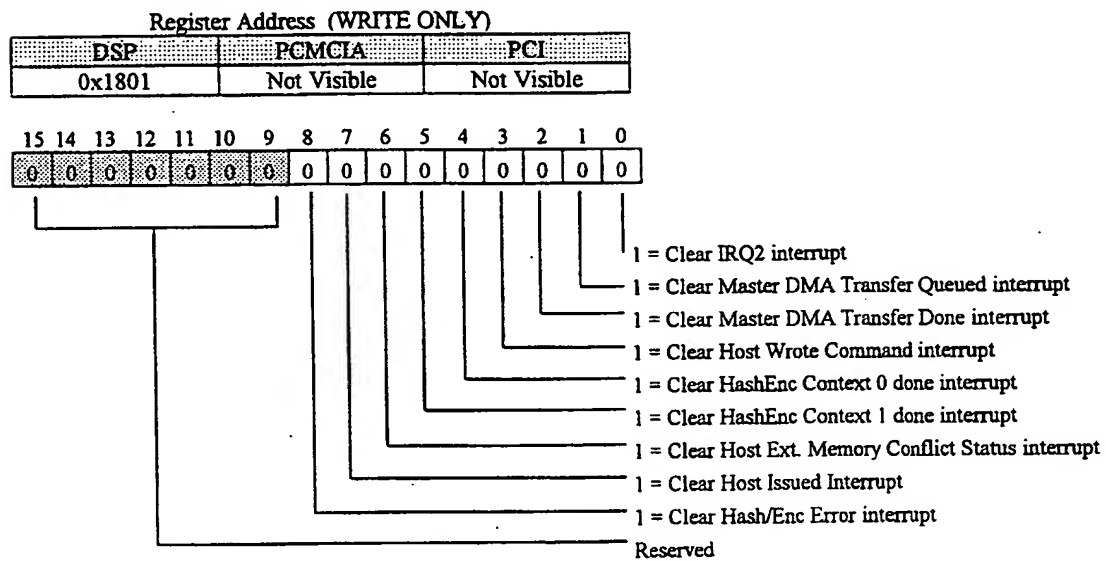 Register Address (WRITE ONLY)
DSP PCMCIA PCI
0x1801 Not Visible Not Visible
15 14 13 12 11 10 9 8 7 6 5 4 3 2 1 0
0 0 0 0 0 0 0 0 0 0 0 0 0 0 0 0
1 = Clear IRQ2 interrupt
1 = Clear Master DMA Transfer Queued interrupt
1 = Clear Master DMA Transfer Done interrupt
1 = Clear Host Wrote Command interrupt
1 = Clear HashEnc Context 0 done interrupt
1 = Clear HashEnc Context 1 done interrupt
1 = Clear Host Ext. Memory Conflict Status interrupt
1 = Clear Host Issued Interrupt
1 = Clear Hash/Enc Error interrupt
Reserved